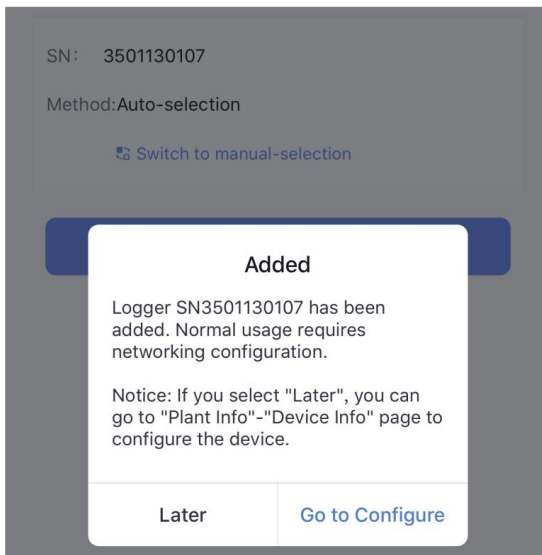 SN: 3501130107
Method:Auto-selection
Switch to manual-selection
Added
Logger SN3501130107 has been
added. Normal usage requires
networking configuration.
Notice: If you select "Later", you can
go to "Plant Info"-"Device Info" page to
configure the device.
Later
Go to Configure